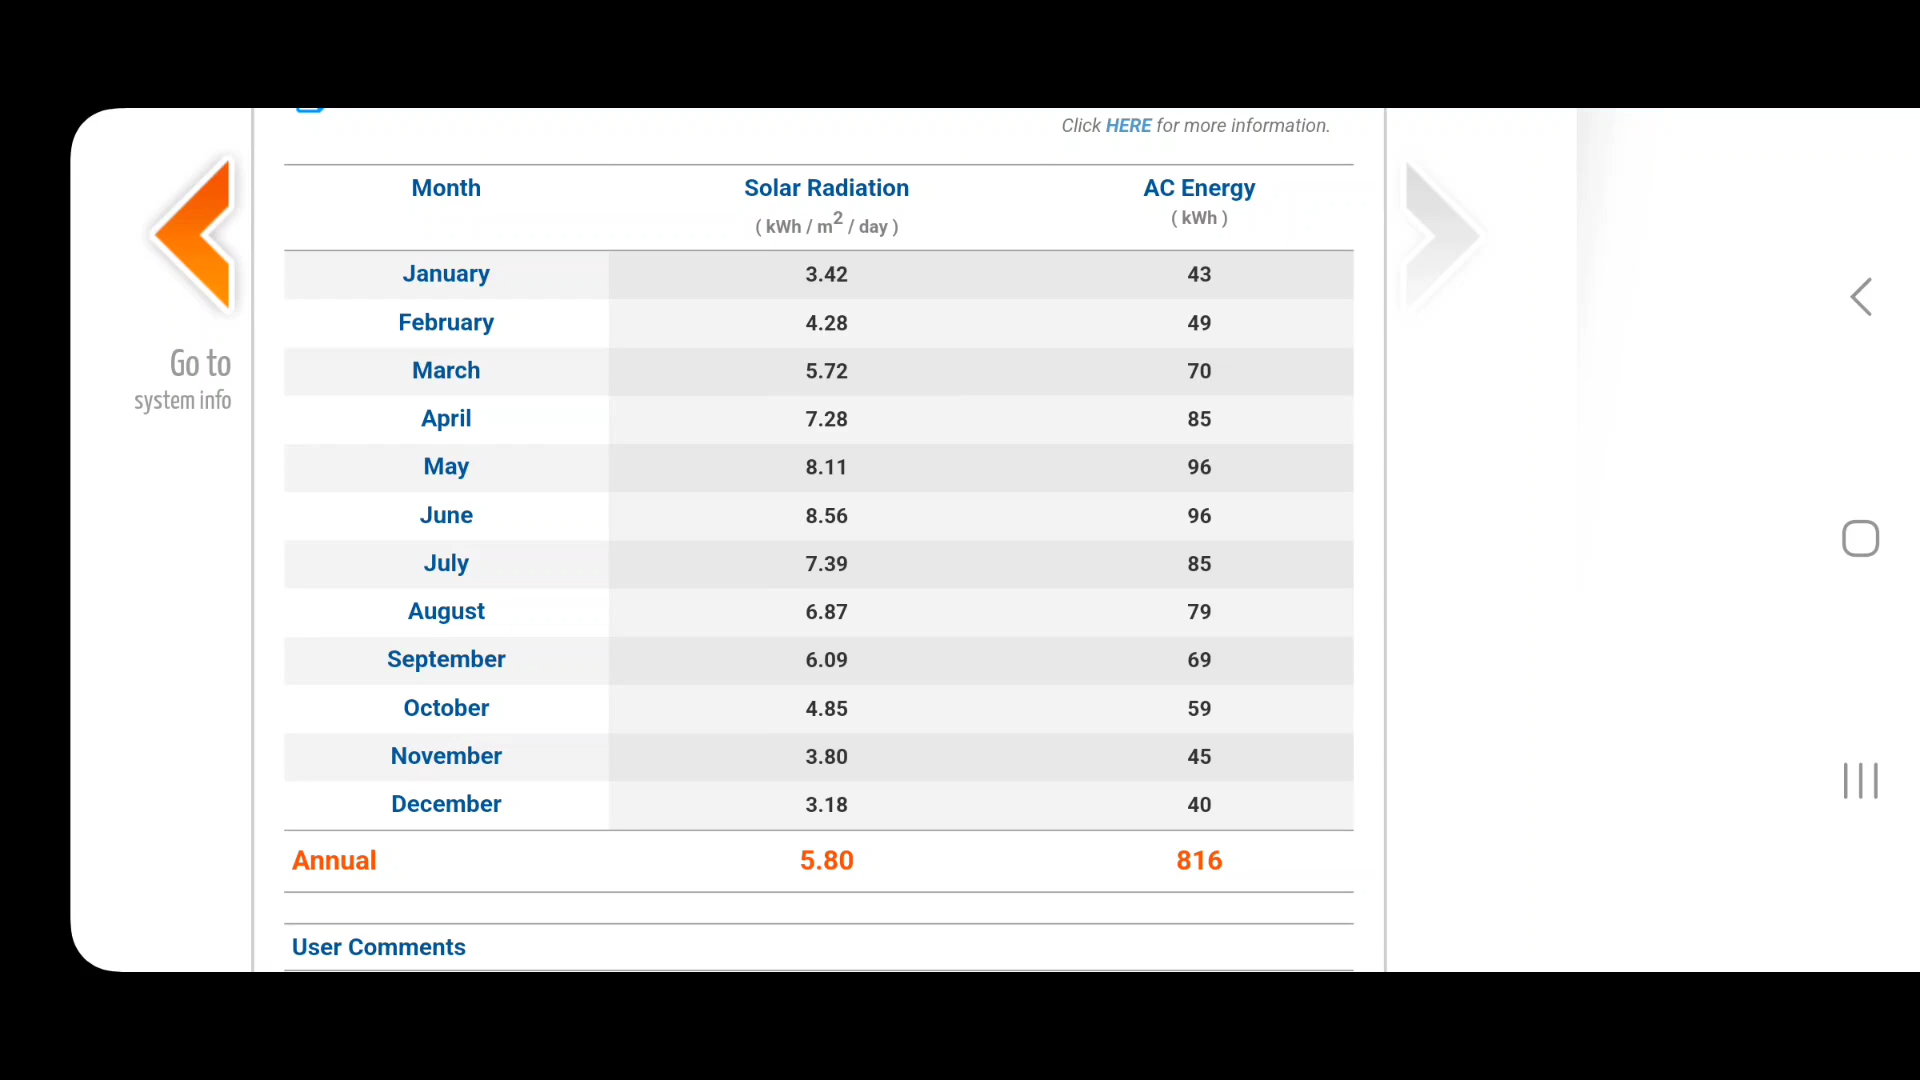 Click HERE for more information.
Month Solar Radiation AC Energy
( kWh / m2 / day ) ( kWh )
January 3.42 43
February 4.28 49
March 5.72 70
April 7.28 85
May 8.11 96
June 8.56 96
July 7.39 85
August 6.87 79
September 6.09 69
October 4.85 59
November 3.80 45
December 3.18 40
Annual 5.80 816
User Comments
Go to
system info